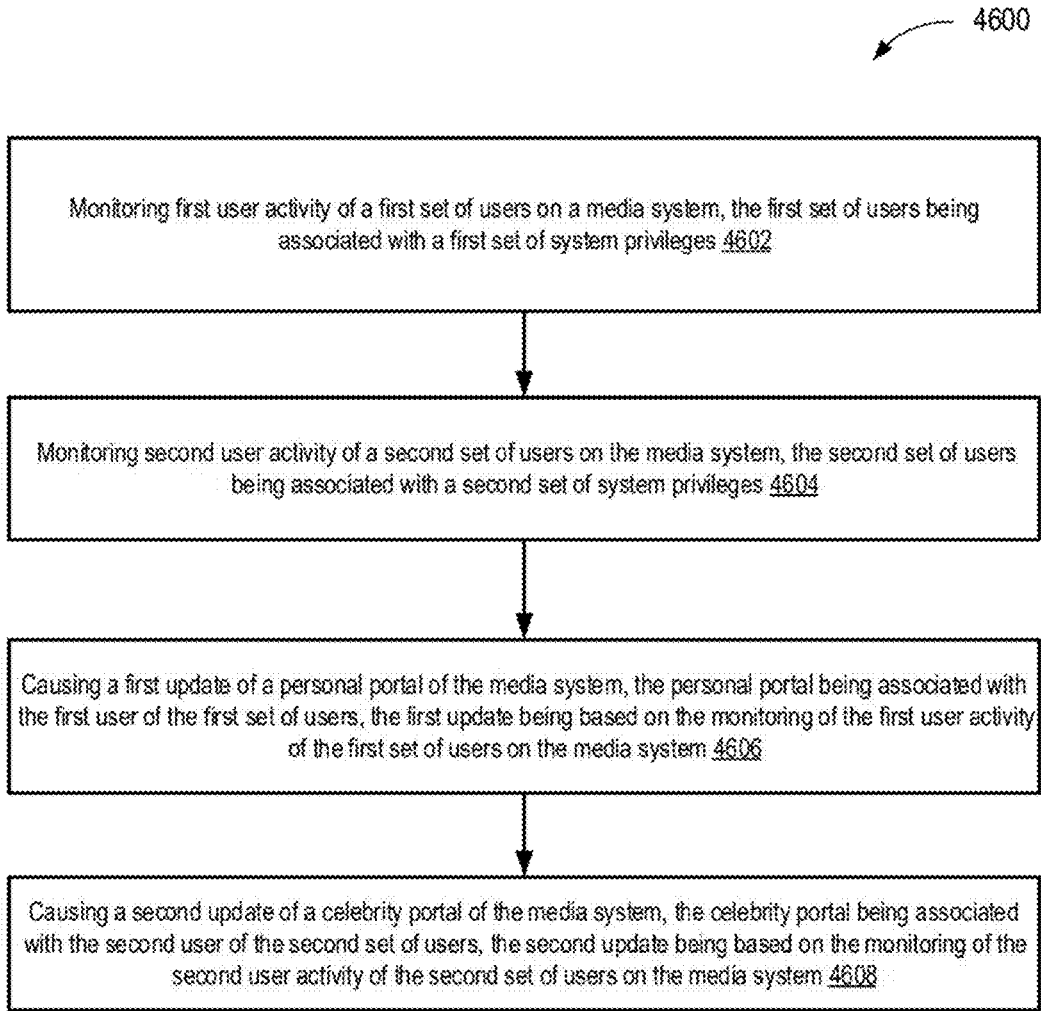 4600
Monitoring first user activity of a first set of users on a media system, the first set of users being
associated with a first set of system privileges 4602
Monitoring second user activity of a second set of users on the media system, the second set of users
being associated with a second set of system privileges 4604
Causing a first update of a personal portal of the media system, the personal portal being associated with
the first user of the first set of users, the first update being based on the monitoring of the first user activity
of the first set of users on the media system 4606
Causing a second update of a celebrity portal of the media system, the celebrity portal being associated
with the second user of the second set of users, the second update being based on the monitoring of the
second user activity of the second set of users on the media system 4608